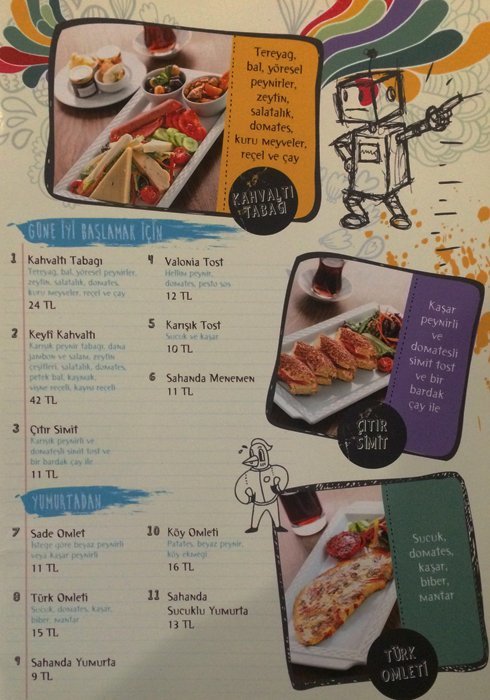 Tereyağ,
bal, yöresel
peynirler,
zeytin,
salatalık,
domates,
kuru meyveler,
reçel ve çay
KAHVALTI
TABAĞI
GÜNE İYİ BAŞLAMAK İÇİN
1 Kahvaltı Tabağı
Tereyağ, bal, yöresel peynirler,
zeytin, salatalık, domates,
kuru meyveler, reçel ve çay
24 TL
2 Keyfi Kahvaltı
Karışık peynir tabağı, dana
jambon ve salam, zeytin
çeşitleri, salatalık, domates,
petek bal, kaymak,
vişne reçeli, kayısı reçeli
42 TL
3 Çıtır Simit
Karışık peynirli ve
domatesli simit tost ve
bir bardak çay ile
11 TL
4 Valonia Tost
Hellim peynir,
domates, pesto sos
12 TL
5 Karışık Tost
Sucuk ve kaşar
10 TL
6 Sahanda Menemen
11 TL
Kaşar
peynirli
ve
domatesli
simit tost
ve bir
bardak
çay ile
ÇITIR
SİMİT
YUMURTADAN
7 Sade Omlet
İsteğe göre beyaz peynirli
veya kaşar peynirli
11 TL
8 Türk Omleti
Sucuk, domates, kaşar,
biber, mantar
15 TL
9 Sahanda Yumurta
9 TL
10 Köy Omleti
Patates, beyaz peynir,
köy ekmeği
16 TL
11 Sahanda
Sucuklu Yumurta
13 TL
Sucuk,
domates,
kaşar,
biber,
mantar
TÜRK
OMLETİ